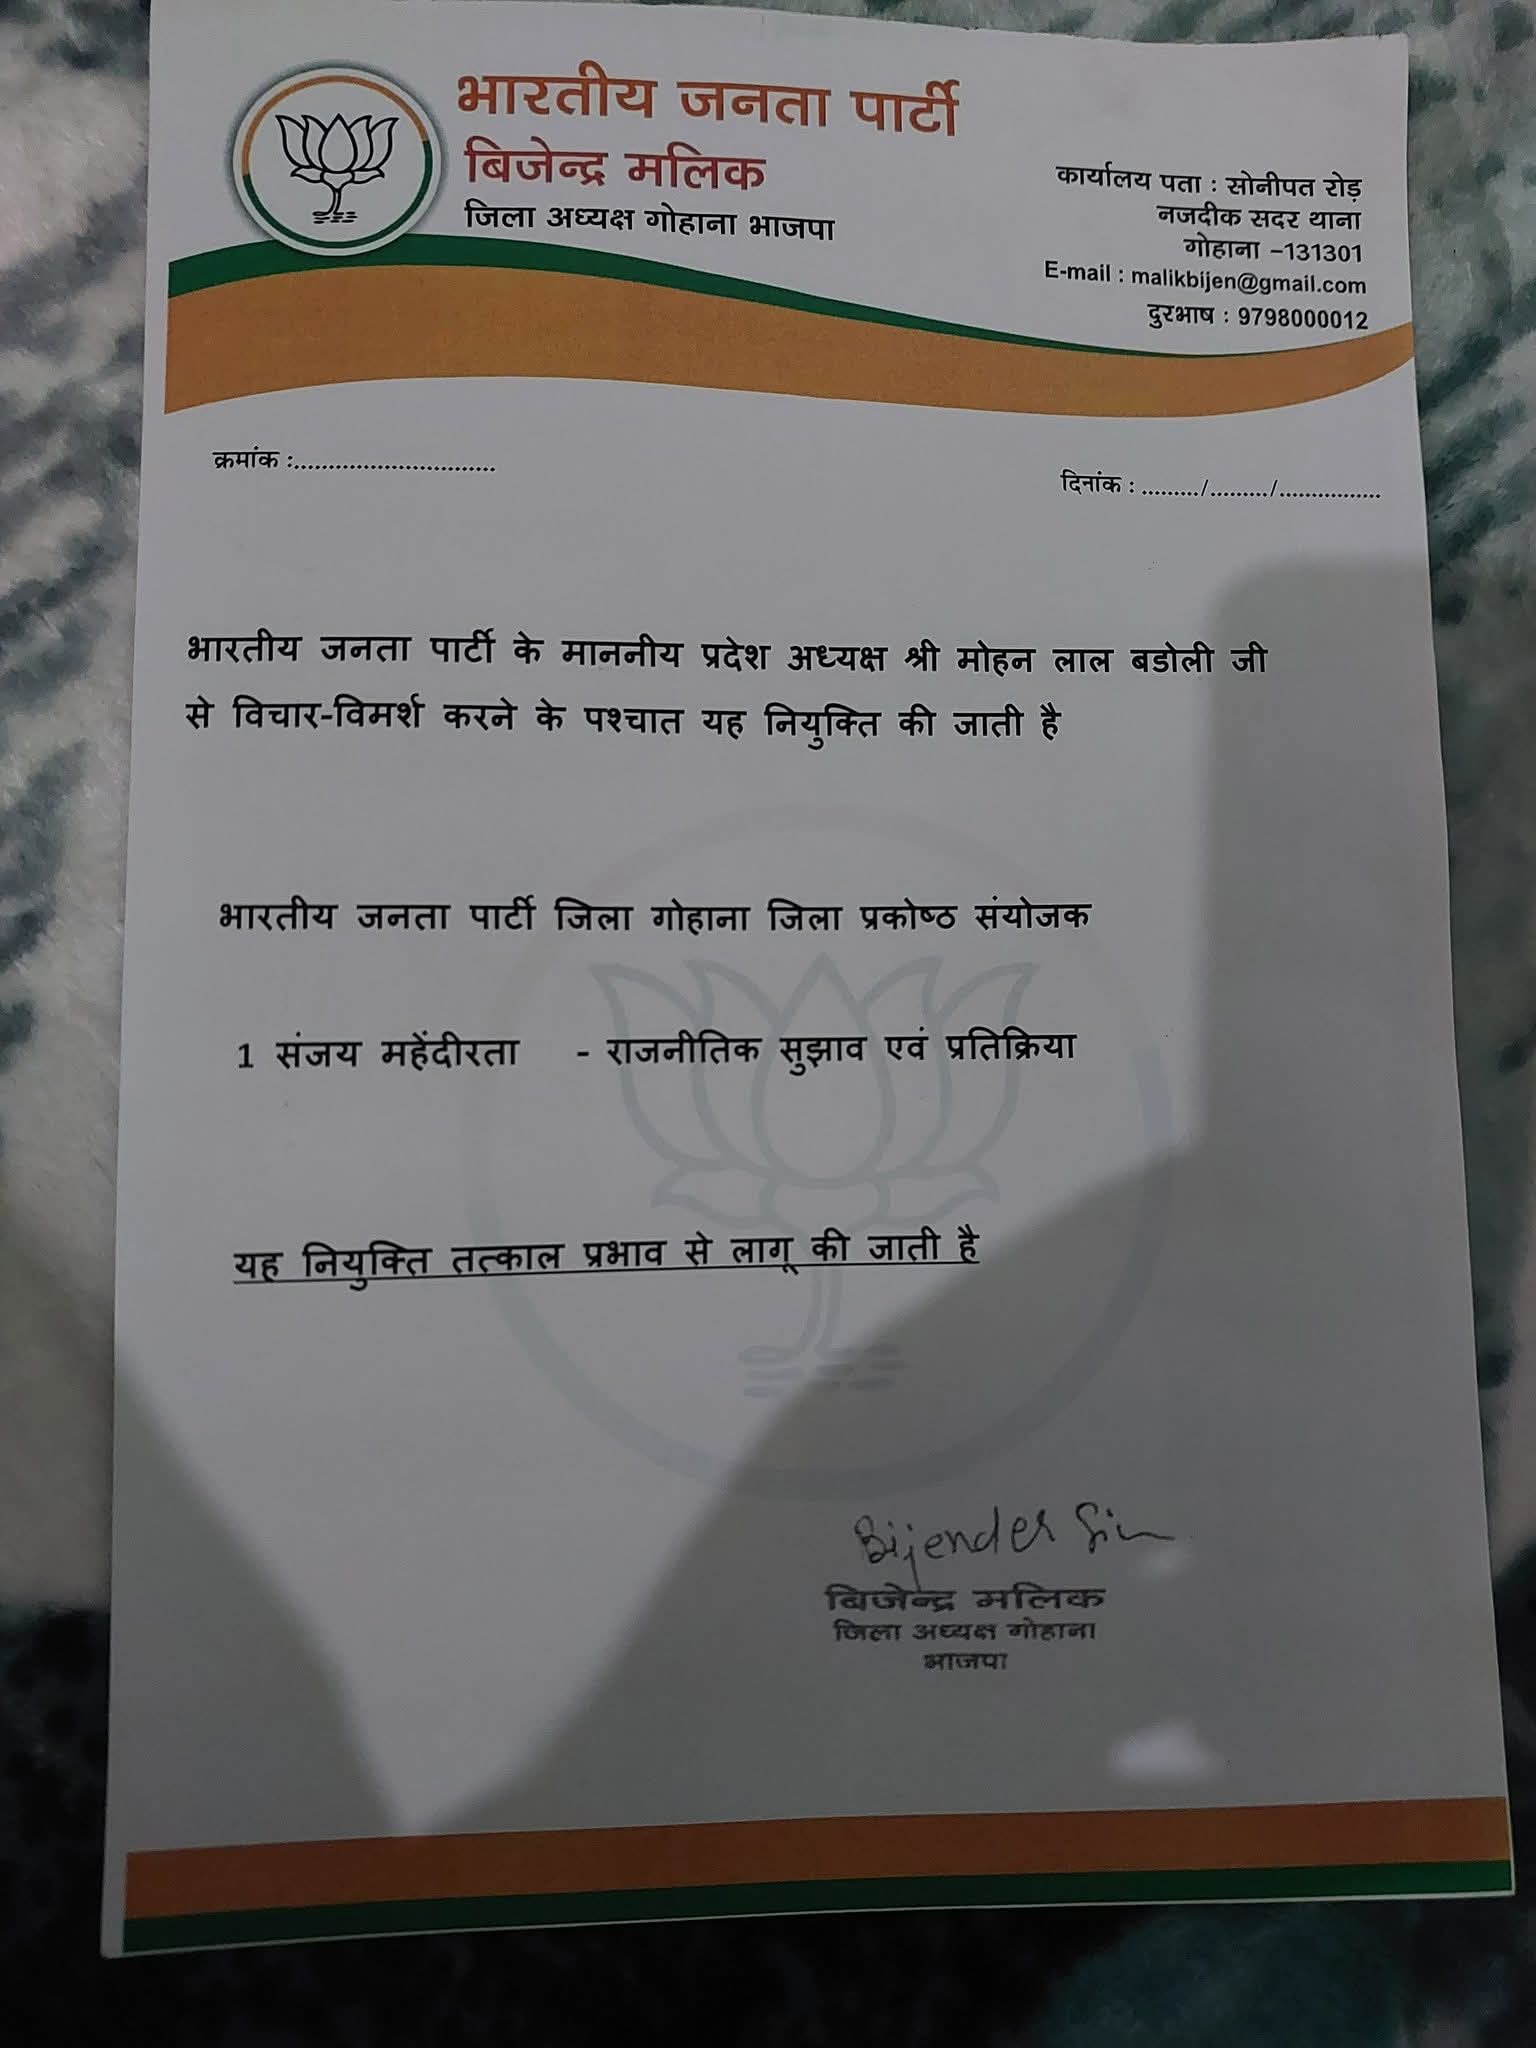 भारतीय जनता पार्टी
बिजेन्द्र मलिक
जिला अध्यक्ष गोहाना भाजपा
कार्यालय पता : सोनीपत रोड़
नजदीक सदर थाना
गोहाना -131301
E-mail : malikbijen@gmail.com
दुरभाष : 9798000012
क्रमांक :.............................
दिनांक : ........./........./................
भारतीय जनता पार्टी के माननीय प्रदेश अध्यक्ष श्री मोहन लाल बडोली जी
से विचार-विमर्श करने के पश्चात यह नियुक्ति की जाती है
भारतीय जनता पार्टी जिला गोहाना जिला प्रकोष्ठ संयोजक
1 संजय महेंदीरता - राजनीतिक सुझाव एवं प्रतिक्रिया
यह नियुक्ति तत्काल प्रभाव से लागू की जाती है
Bijender
बिजेन्द्र मलिक
जिला अध्यक्ष गोहाना
भाजपा